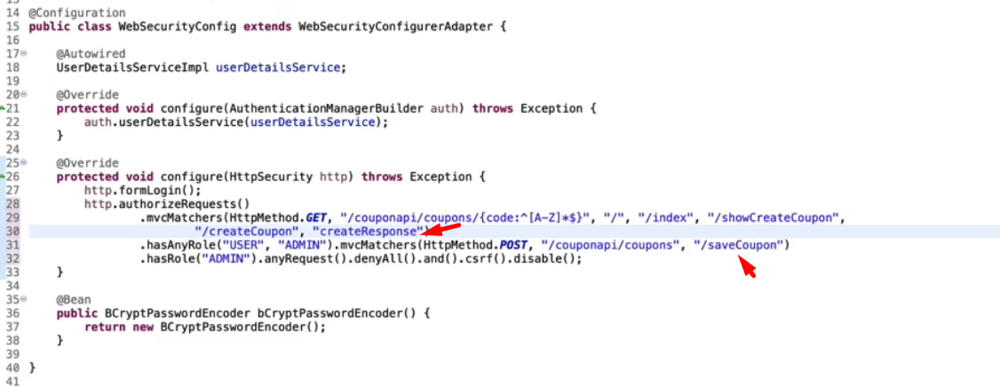 14 @Configuration
15 public class WebSecurityConfig extends WebSecurityConfigurerAdapter {
16
17 @Autowired
18 UserDetailsServiceImpl userDetailsService;
19
20 @Override
21 protected void configure(AuthenticationManagerBuilder auth) throws Exception {
22 auth.userDetailsService(userDetailsService);
23 }
24
25 @Override
26 protected void configure(HttpSecurity http) throws Exception {
27 http.formLogin();
28 http.authorizeRequests()
29 .mvcMatchers(HttpMethod.GET, "/couponapi/coupons/{code:^[A-Z]*$}", "/", "/index", "/showCreateCoupon",
30 "/createCoupon", "createResponse")
31 .hasAnyRole("USER", "ADMIN").mvcMatchers(HttpMethod.POST, "/couponapi/coupons", "/saveCoupon")
32 .hasRole("ADMIN").anyRequest().denyAll().and().csrf().disable();
33 }
34
35 @Bean
36 public BCryptPasswordEncoder bCryptPasswordEncoder() {
37 return new BCryptPasswordEncoder();
38 }
39
40 }
41